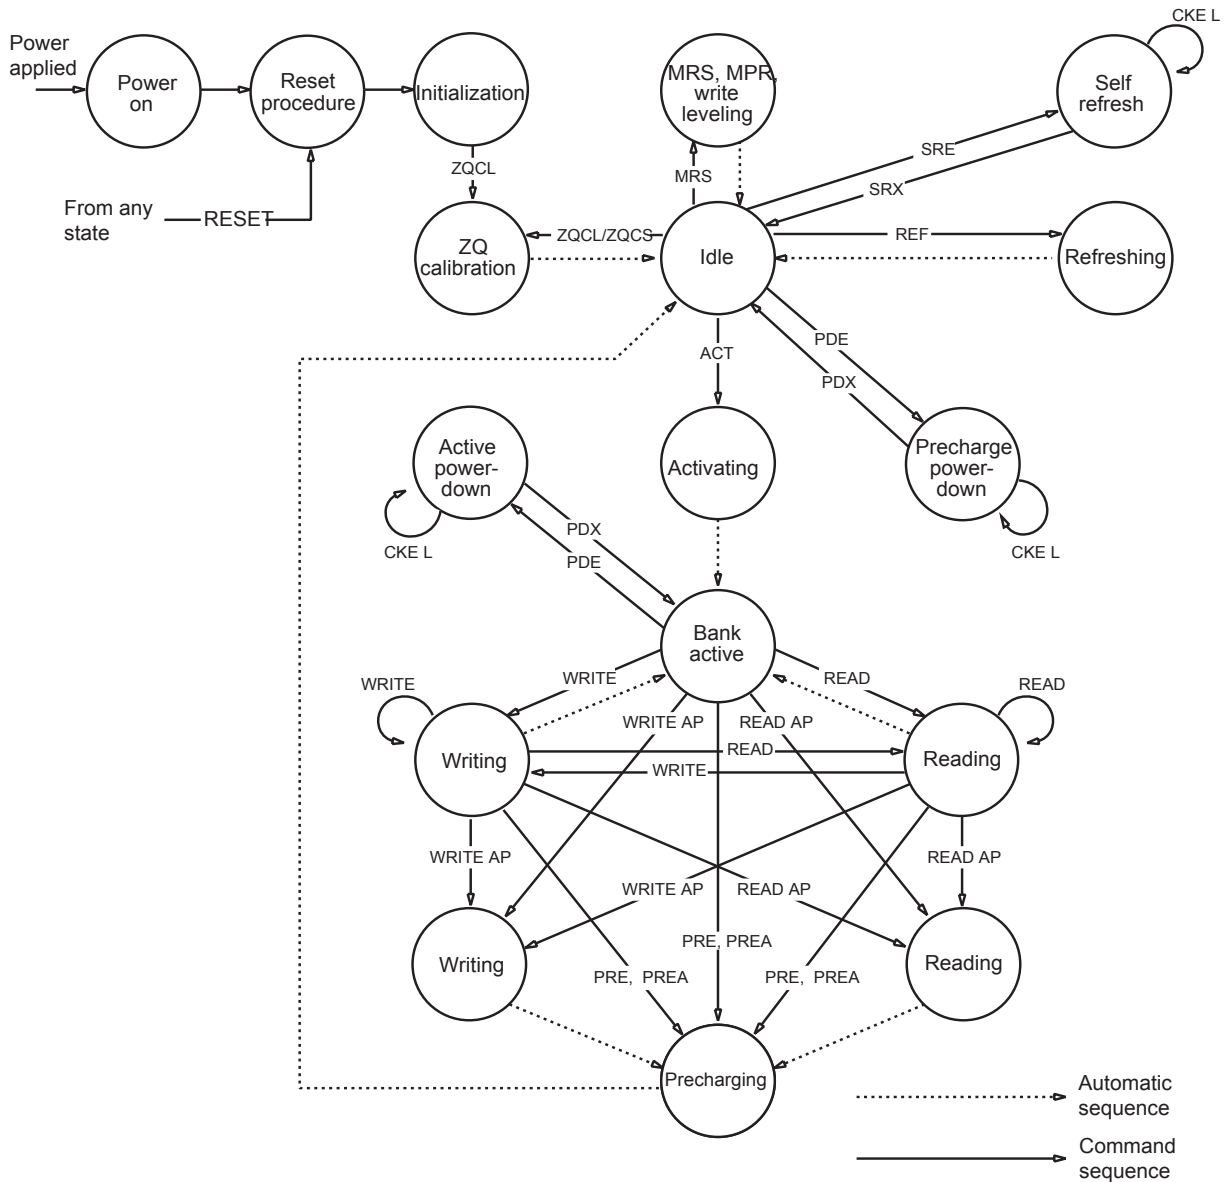 CKE L
Power
applied
Power
on
Reset
procedure
Initialization
MRS, MPR,
write
leveling
Self
refresh
ZQCL
MRS
SRE
SRX
From any
state
RESET
ZQ
calibration
ZQCL/ZQCS
Idle
REF
Refreshing
ACT
PDE
PDX
Active
power-
down
Activating
Precharge
power-
down
CKE L
PDX
PDE
CKE L
Bank
active
WRITE
WRITE
READ
READ
WRITE AP
READ AP
Writing
READ
WRITE
Reading
WRITE AP
READ AP
WRITE AP
READ AP
Writing
PRE, PREA
PRE, PREA
PRE, PREA
Reading
Precharging
Automatic
sequence
Command
sequence